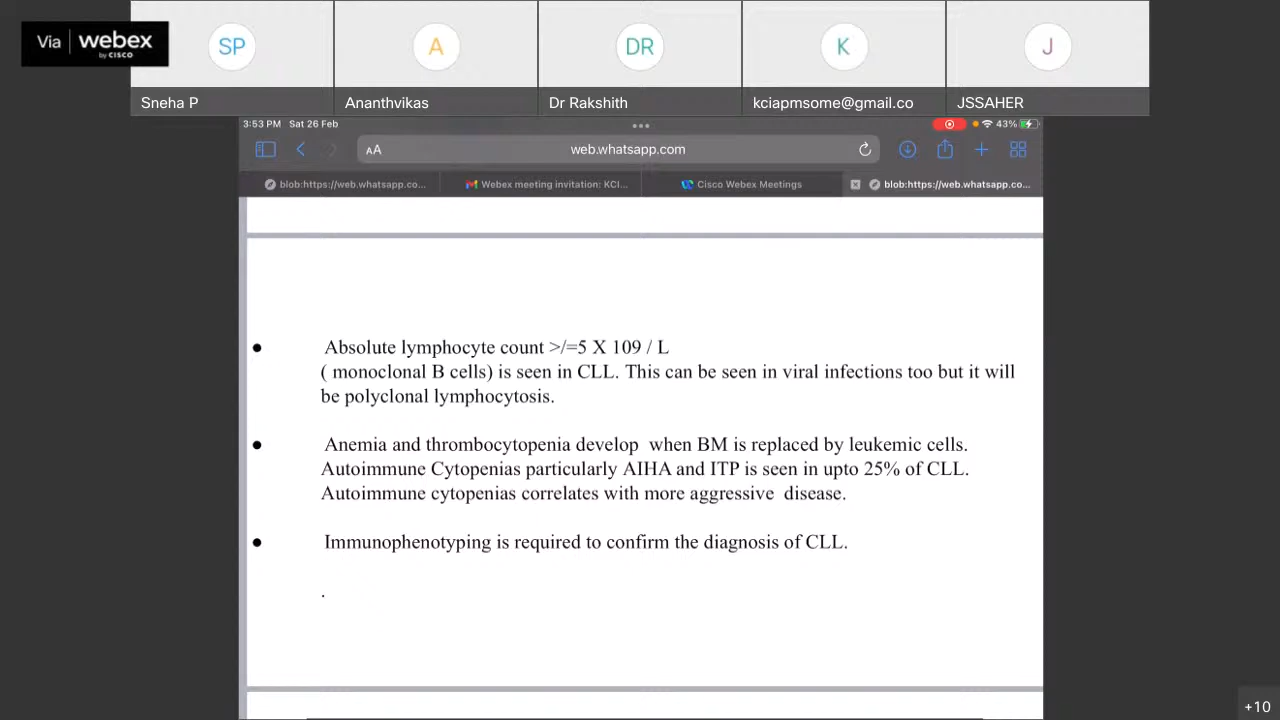 Via webex
by CISCO
SP
A
DR
K
J
Sneha P
Ananthvikas
Dr Rakshith
kciapmsome@gmail.co
JSSAHER
3:53 PM Sat 26 Feb
43%
AA
web.whatsapp.com
blob:https://web.whatsapp.co...
Webex meeting invitation: KCI...
Cisco Webex Meetings
blob:https://web.whatsapp.co...
• Absolute lymphocyte count >/=5 X 109 / L
( monoclonal B cells) is seen in CLL. This can be seen in viral infections too but it will
be polyclonal lymphocytosis.
• Anemia and thrombocytopenia develop when BM is replaced by leukemic cells.
Autoimmune Cytopenias particularly AIHA and ITP is seen in upto 25% of CLL.
Autoimmune cytopenias correlates with more aggressive disease.
• Immunophenotyping is required to confirm the diagnosis of CLL.
.
+10